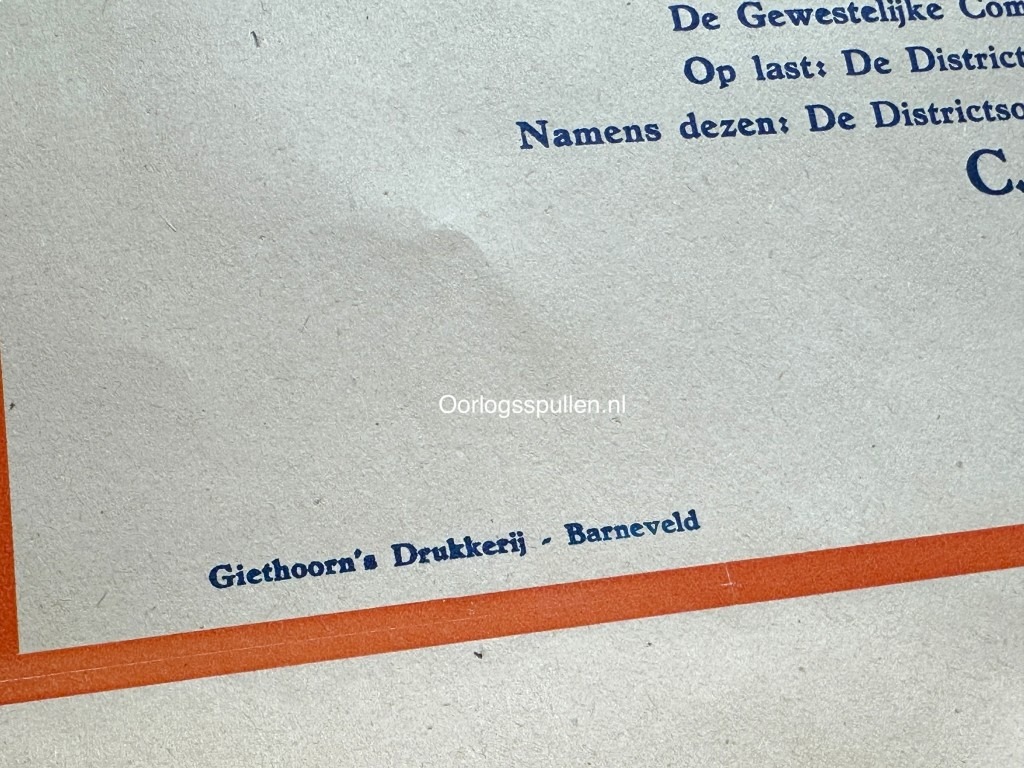 De Gewestelijke Com
Op last: De District
Namens dezen: De Districtso
C.
Oorlogsspullen.nl
Giethoorn's Drukkerij - Barneveld